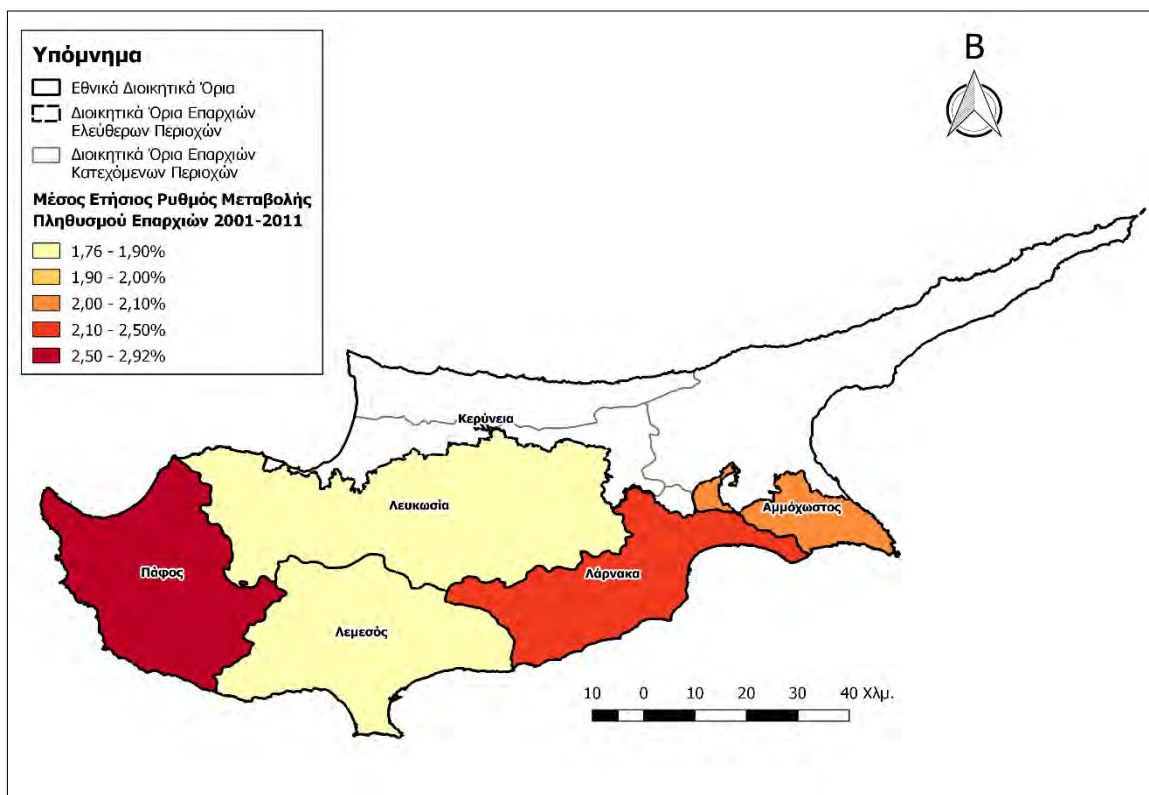 Υπόμνημα
Εθνικά Διοικητικά Όρια
Διοικητικά Όρια Επαρχιών
Ελεύθερων Περιοχών
Διοικητικά Όρια Επαρχιών
Κατεχόμενων Περιοχών
Μέσος Ετήσιος Ρυθμός Μεταβολής
Πληθυσμού Επαρχιών 2001-2011
1,76 - 1,90%
1,90 - 2,00%
2,00 - 2,10%
2,10 - 2,50%
2,50 - 2,92%
Β
Κερύνεια
Λευκωσία
Αμμόχωστος
Πάφος
Λάρνακα
Λεμεσός
10 0 10 20 30 40 Χλμ.